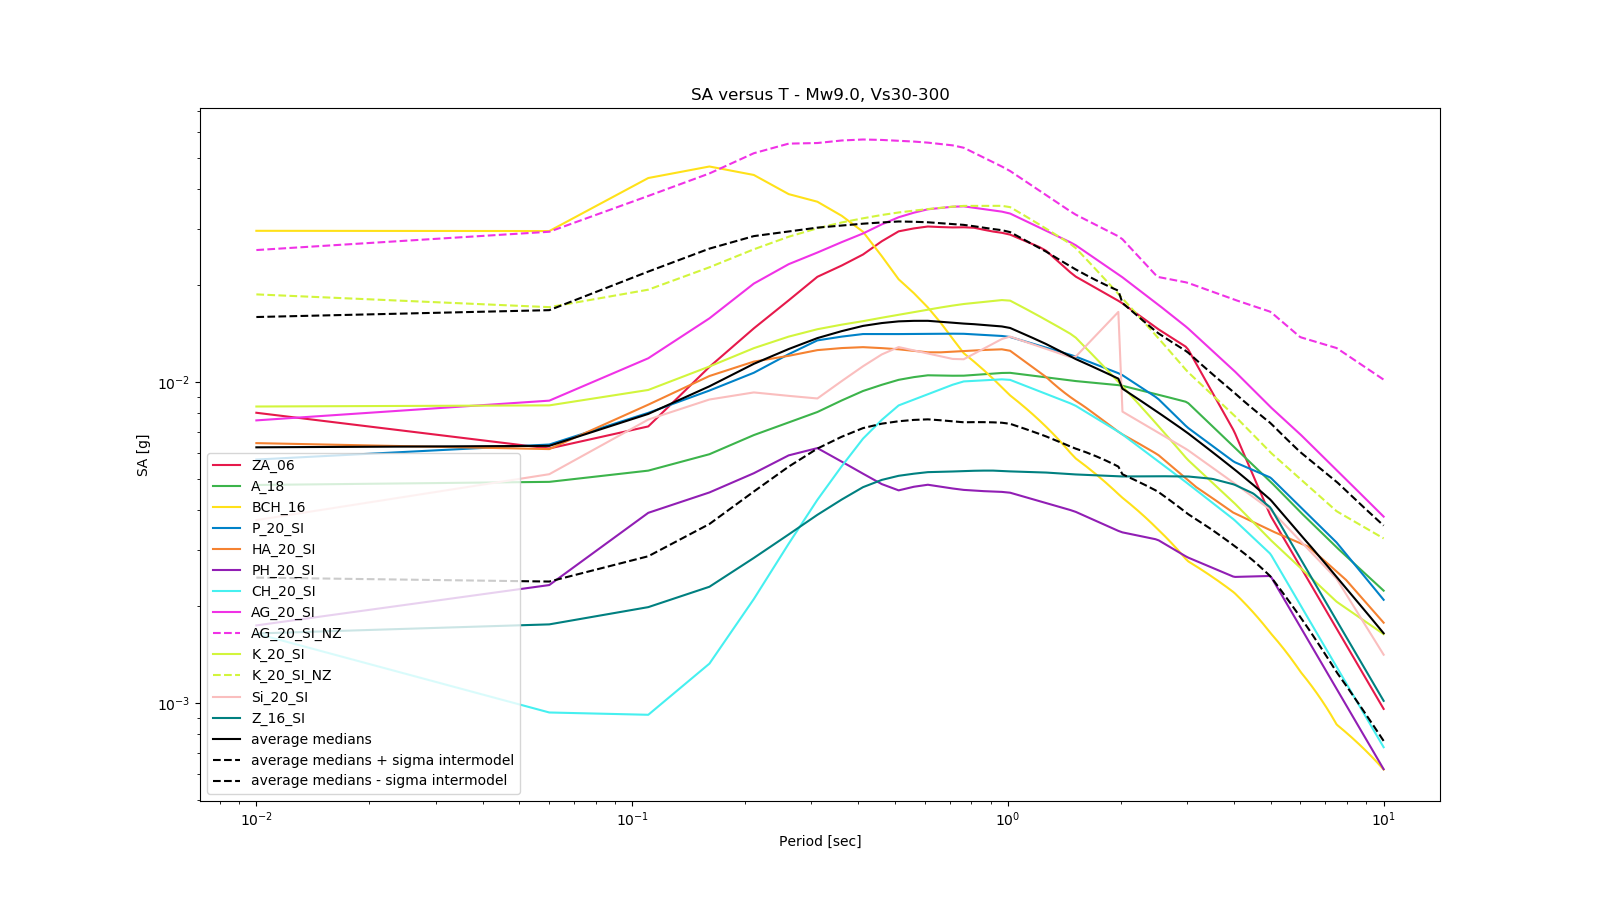 SA versus T - Mw9.0, Vs30-300
SA [g]
10⁻²
10⁻³
ZA_06
A_18
BCH_16
P_20_SI
HA_20_SI
PH_20_SI
CH_20_SI
AG_20_SI
AG_20_SI_NZ
K_20_SI
K_20_SI_NZ
Si_20_SI
Z_16_SI
average medians
average medians + sigma intermodel
average medians - sigma intermodel
10⁻² 10⁻¹ 10⁰ 10¹
Period [sec]